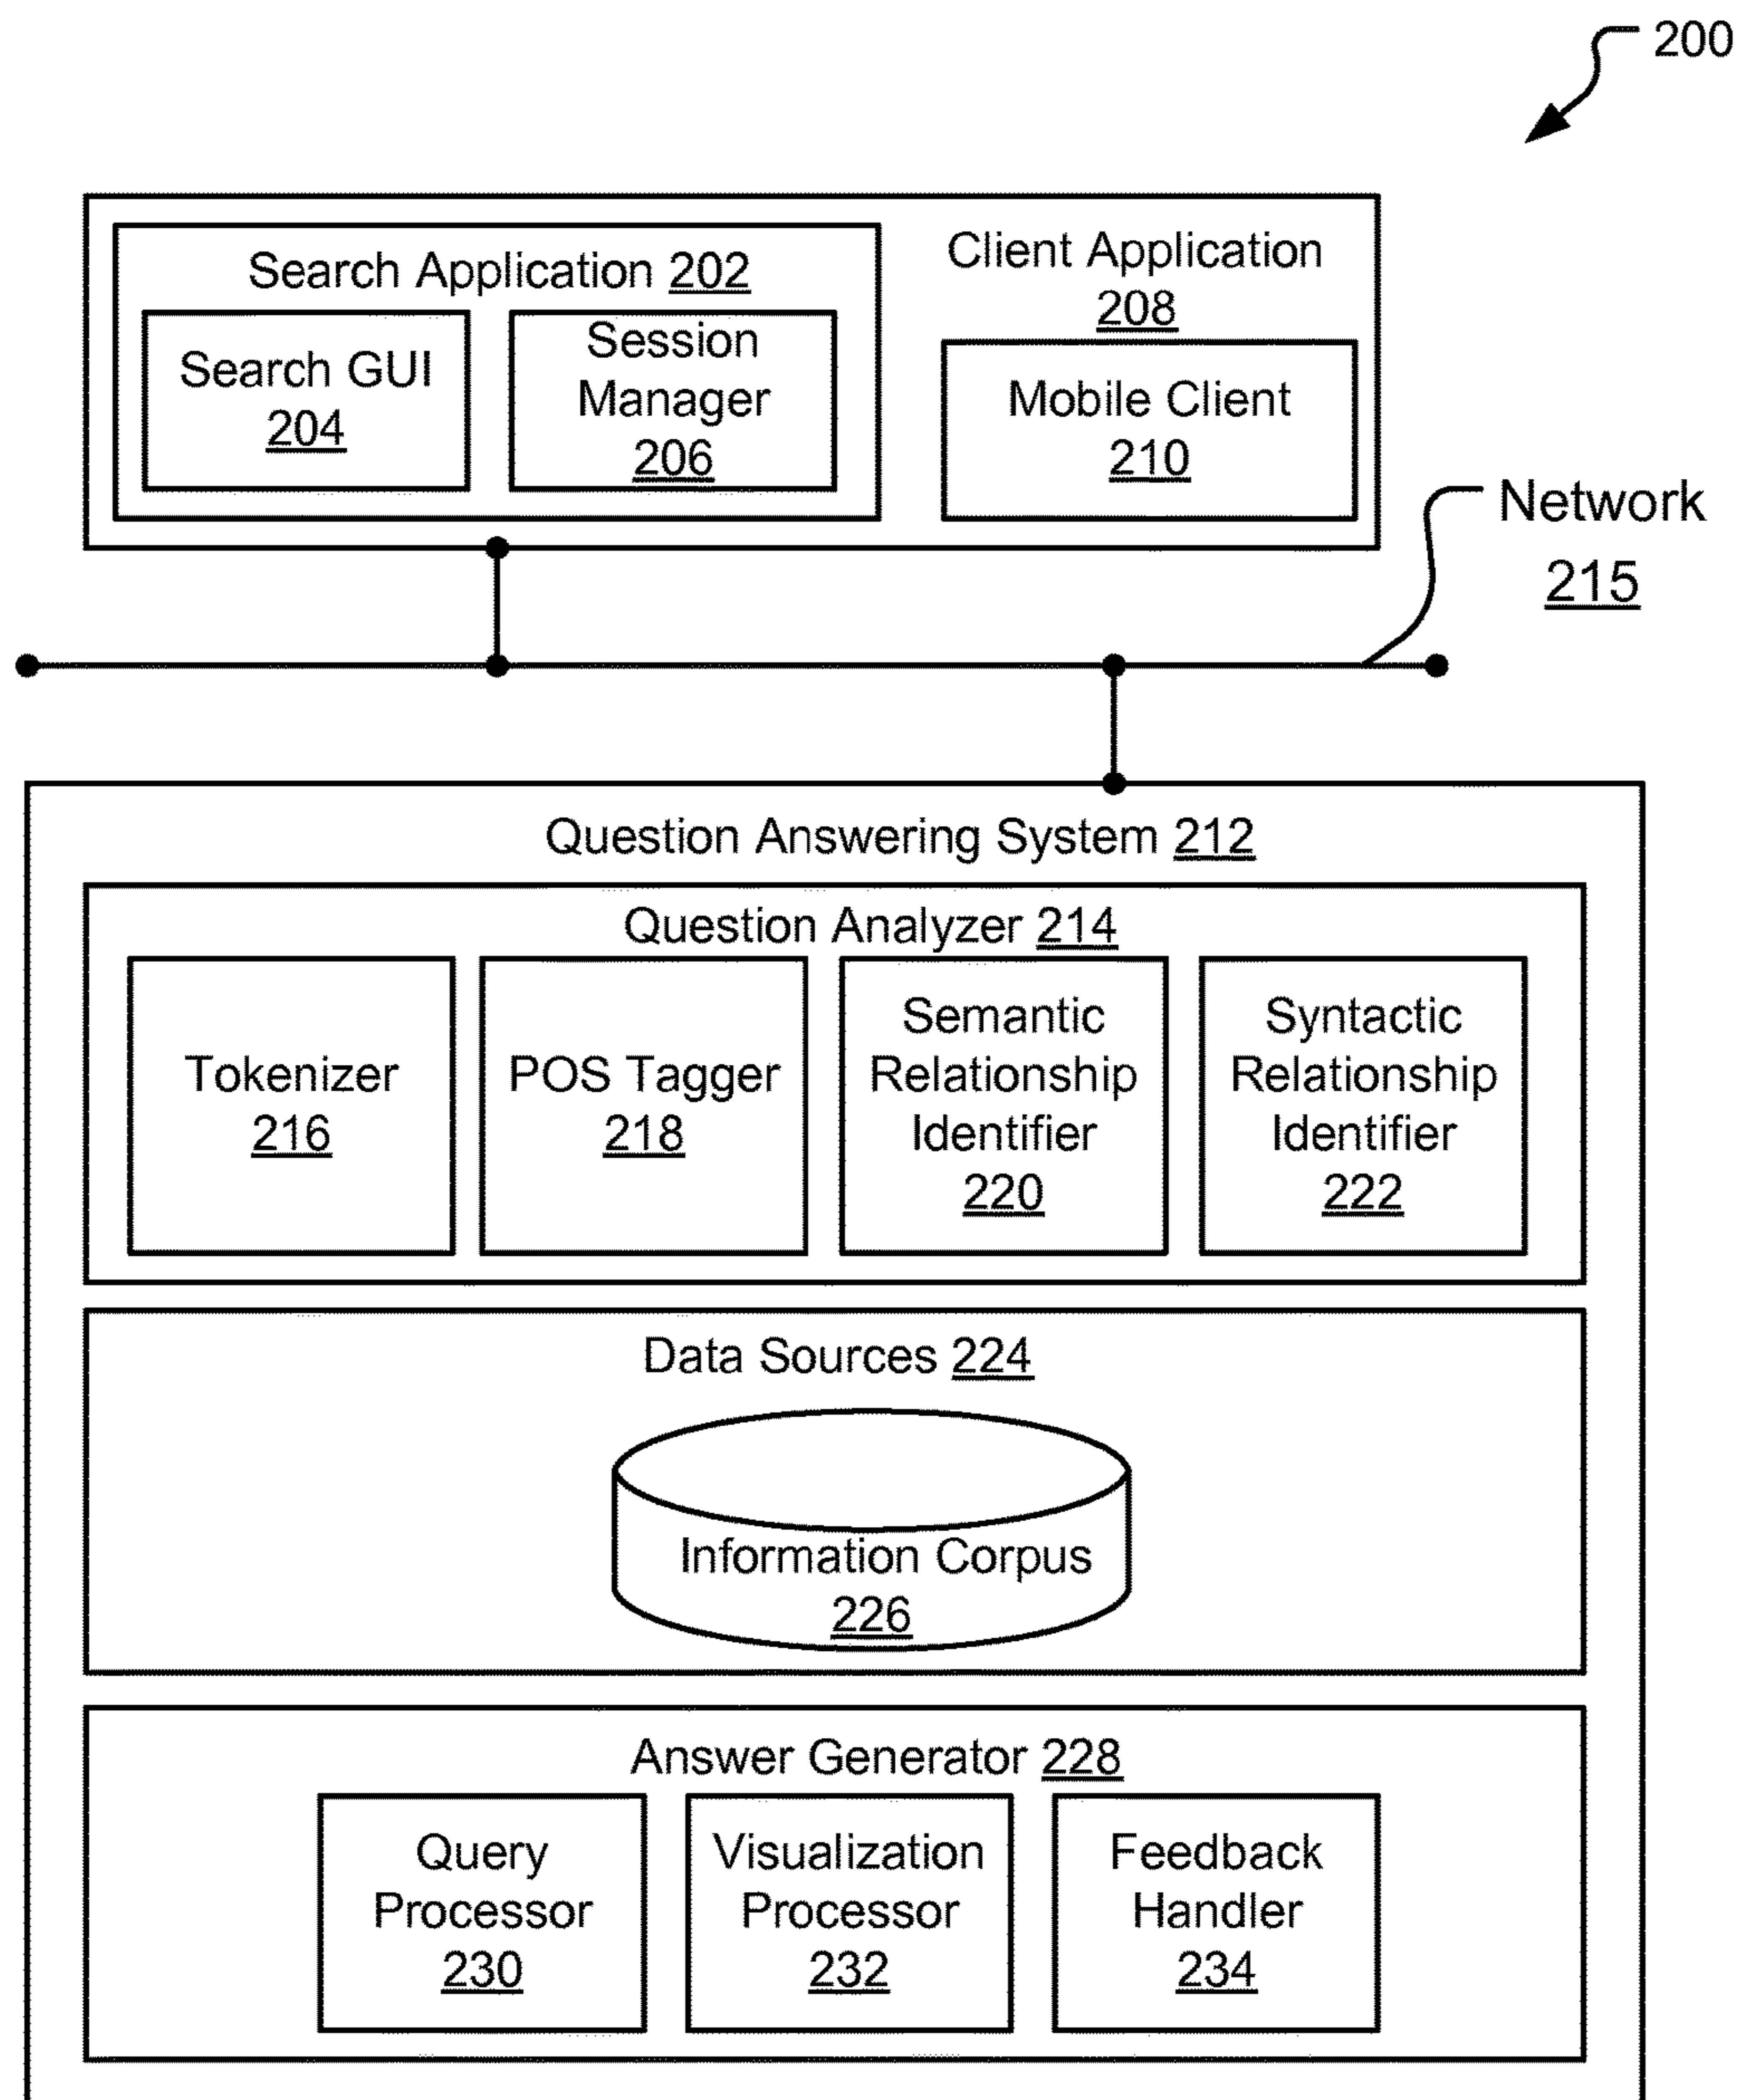 200
Search Application 202
Client Application
208
Search GUI
204
Session
Manager
206
Mobile Client
210
Network
215
Question Answering System 212
Question Analyzer 214
Tokenizer
216
POS Tagger
218
Semantic
Relationship
Identifier
220
Syntactic
Relationship
Identifier
222
Data Sources 224
Information Corpus
226
Answer Generator 228
Query
Processor
230
Visualization
Processor
232
Feedback
Handler
234